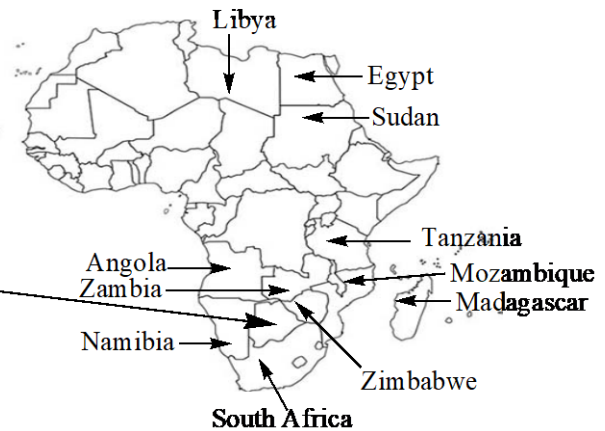 Libya
Egypt
Sudan
Tanzania
Angola
Mozambique
Zambia
Madagascar
Namibia
Zimbabwe
South Africa